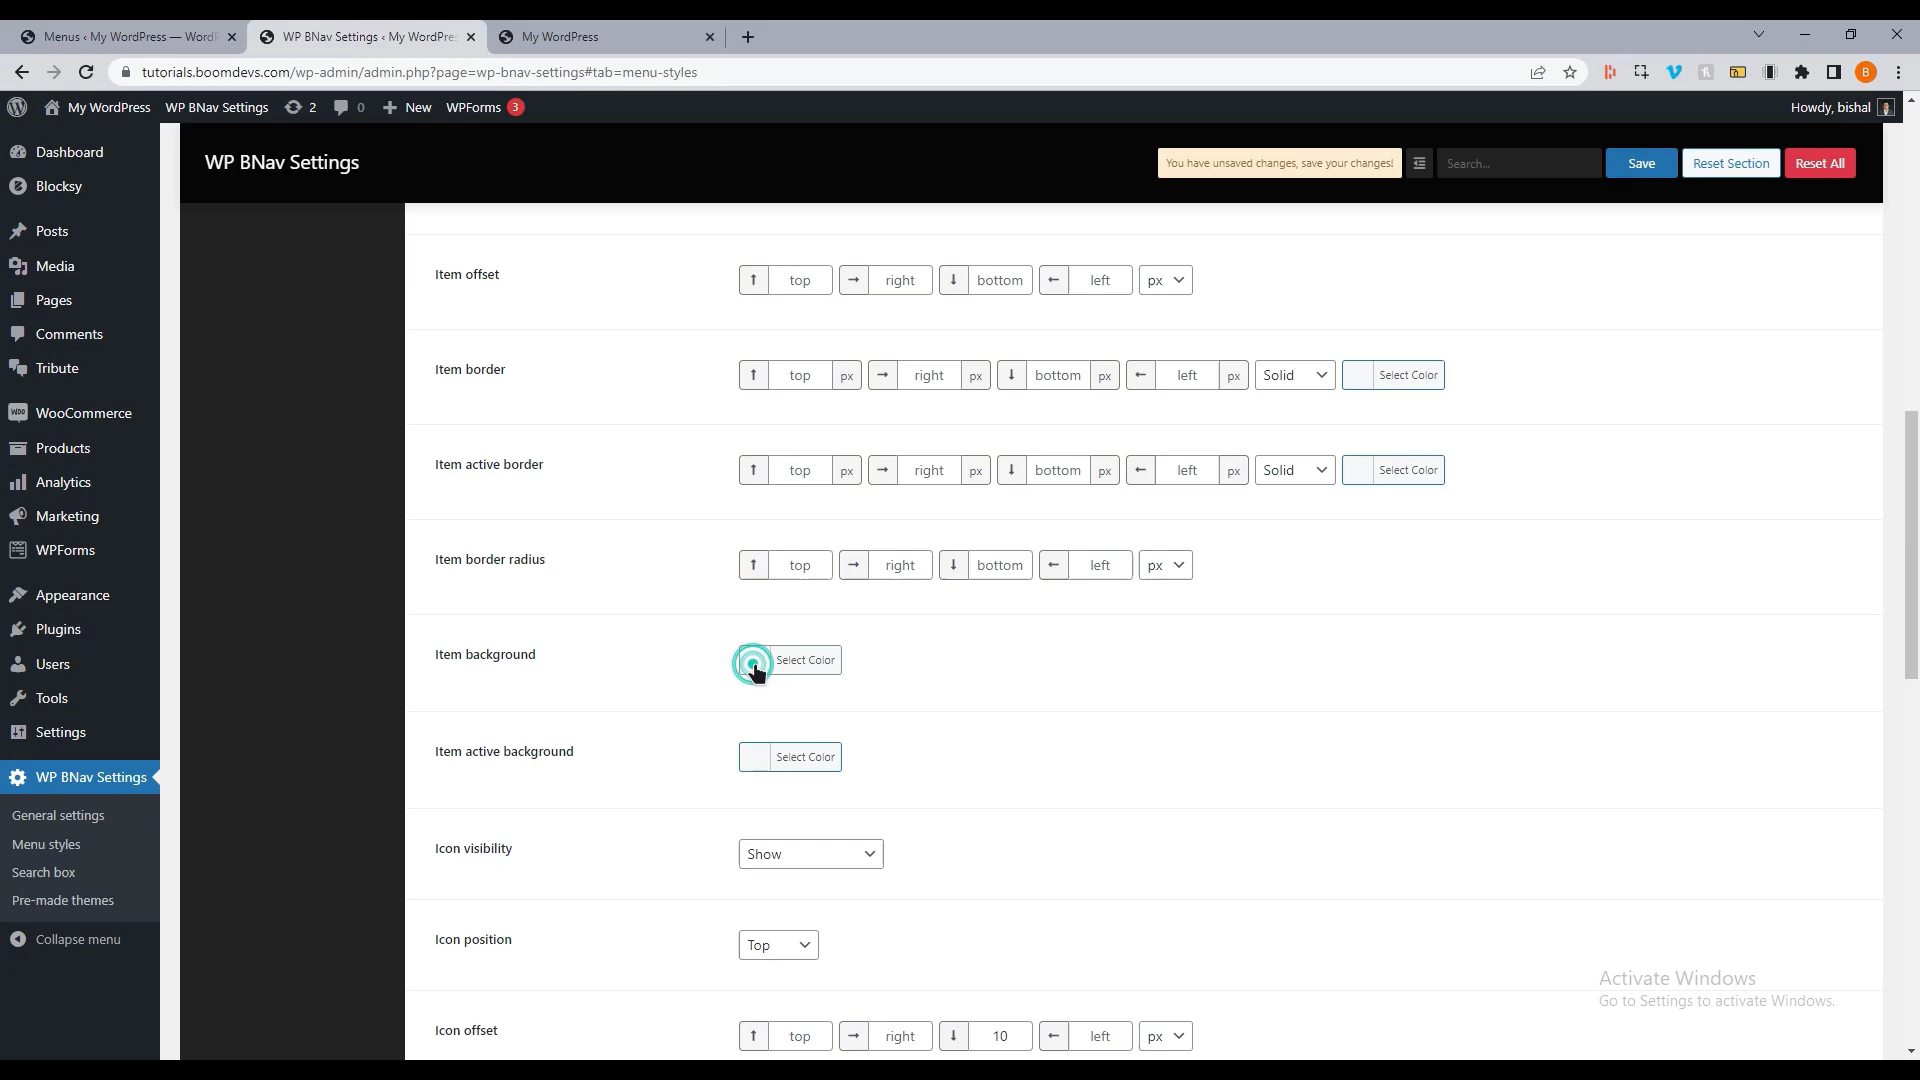 Menus ‹ My WordPress — WordP
WP BNav Settings ‹ My WordPres
My WordPress
tutorials.boomdevs.com/wp-admin/admin.php?page=wp-bnav-settings#tab=menu-styles
B
My WordPress
WP BNav Settings
2
0
New
WPForms 3
Howdy, bishal
Dashboard
Blocksy
Posts
Media
Pages
Comments
Tribute
WooCommerce
Products
Analytics
Marketing
WPForms
Appearance
Plugins
Users
Tools
Settings
WP BNav Settings
General settings
Menu styles
Search box
Pre-made themes
Collapse menu
WP BNav Settings
You have unsaved changes, save your changes!
Search...
Save
Reset Section
Reset All
Item offset
top right bottom left px
Item border
top px right px bottom px left px Solid Select Color
Item active border
top px right px bottom px left px Solid Select Color
Item border radius
top right bottom left px
Item background
Select Color
Item active background
Select Color
Icon visibility
Show
Icon position
Top
Icon offset
top right 10 left px
Activate Windows
Go to Settings to activate Windows.